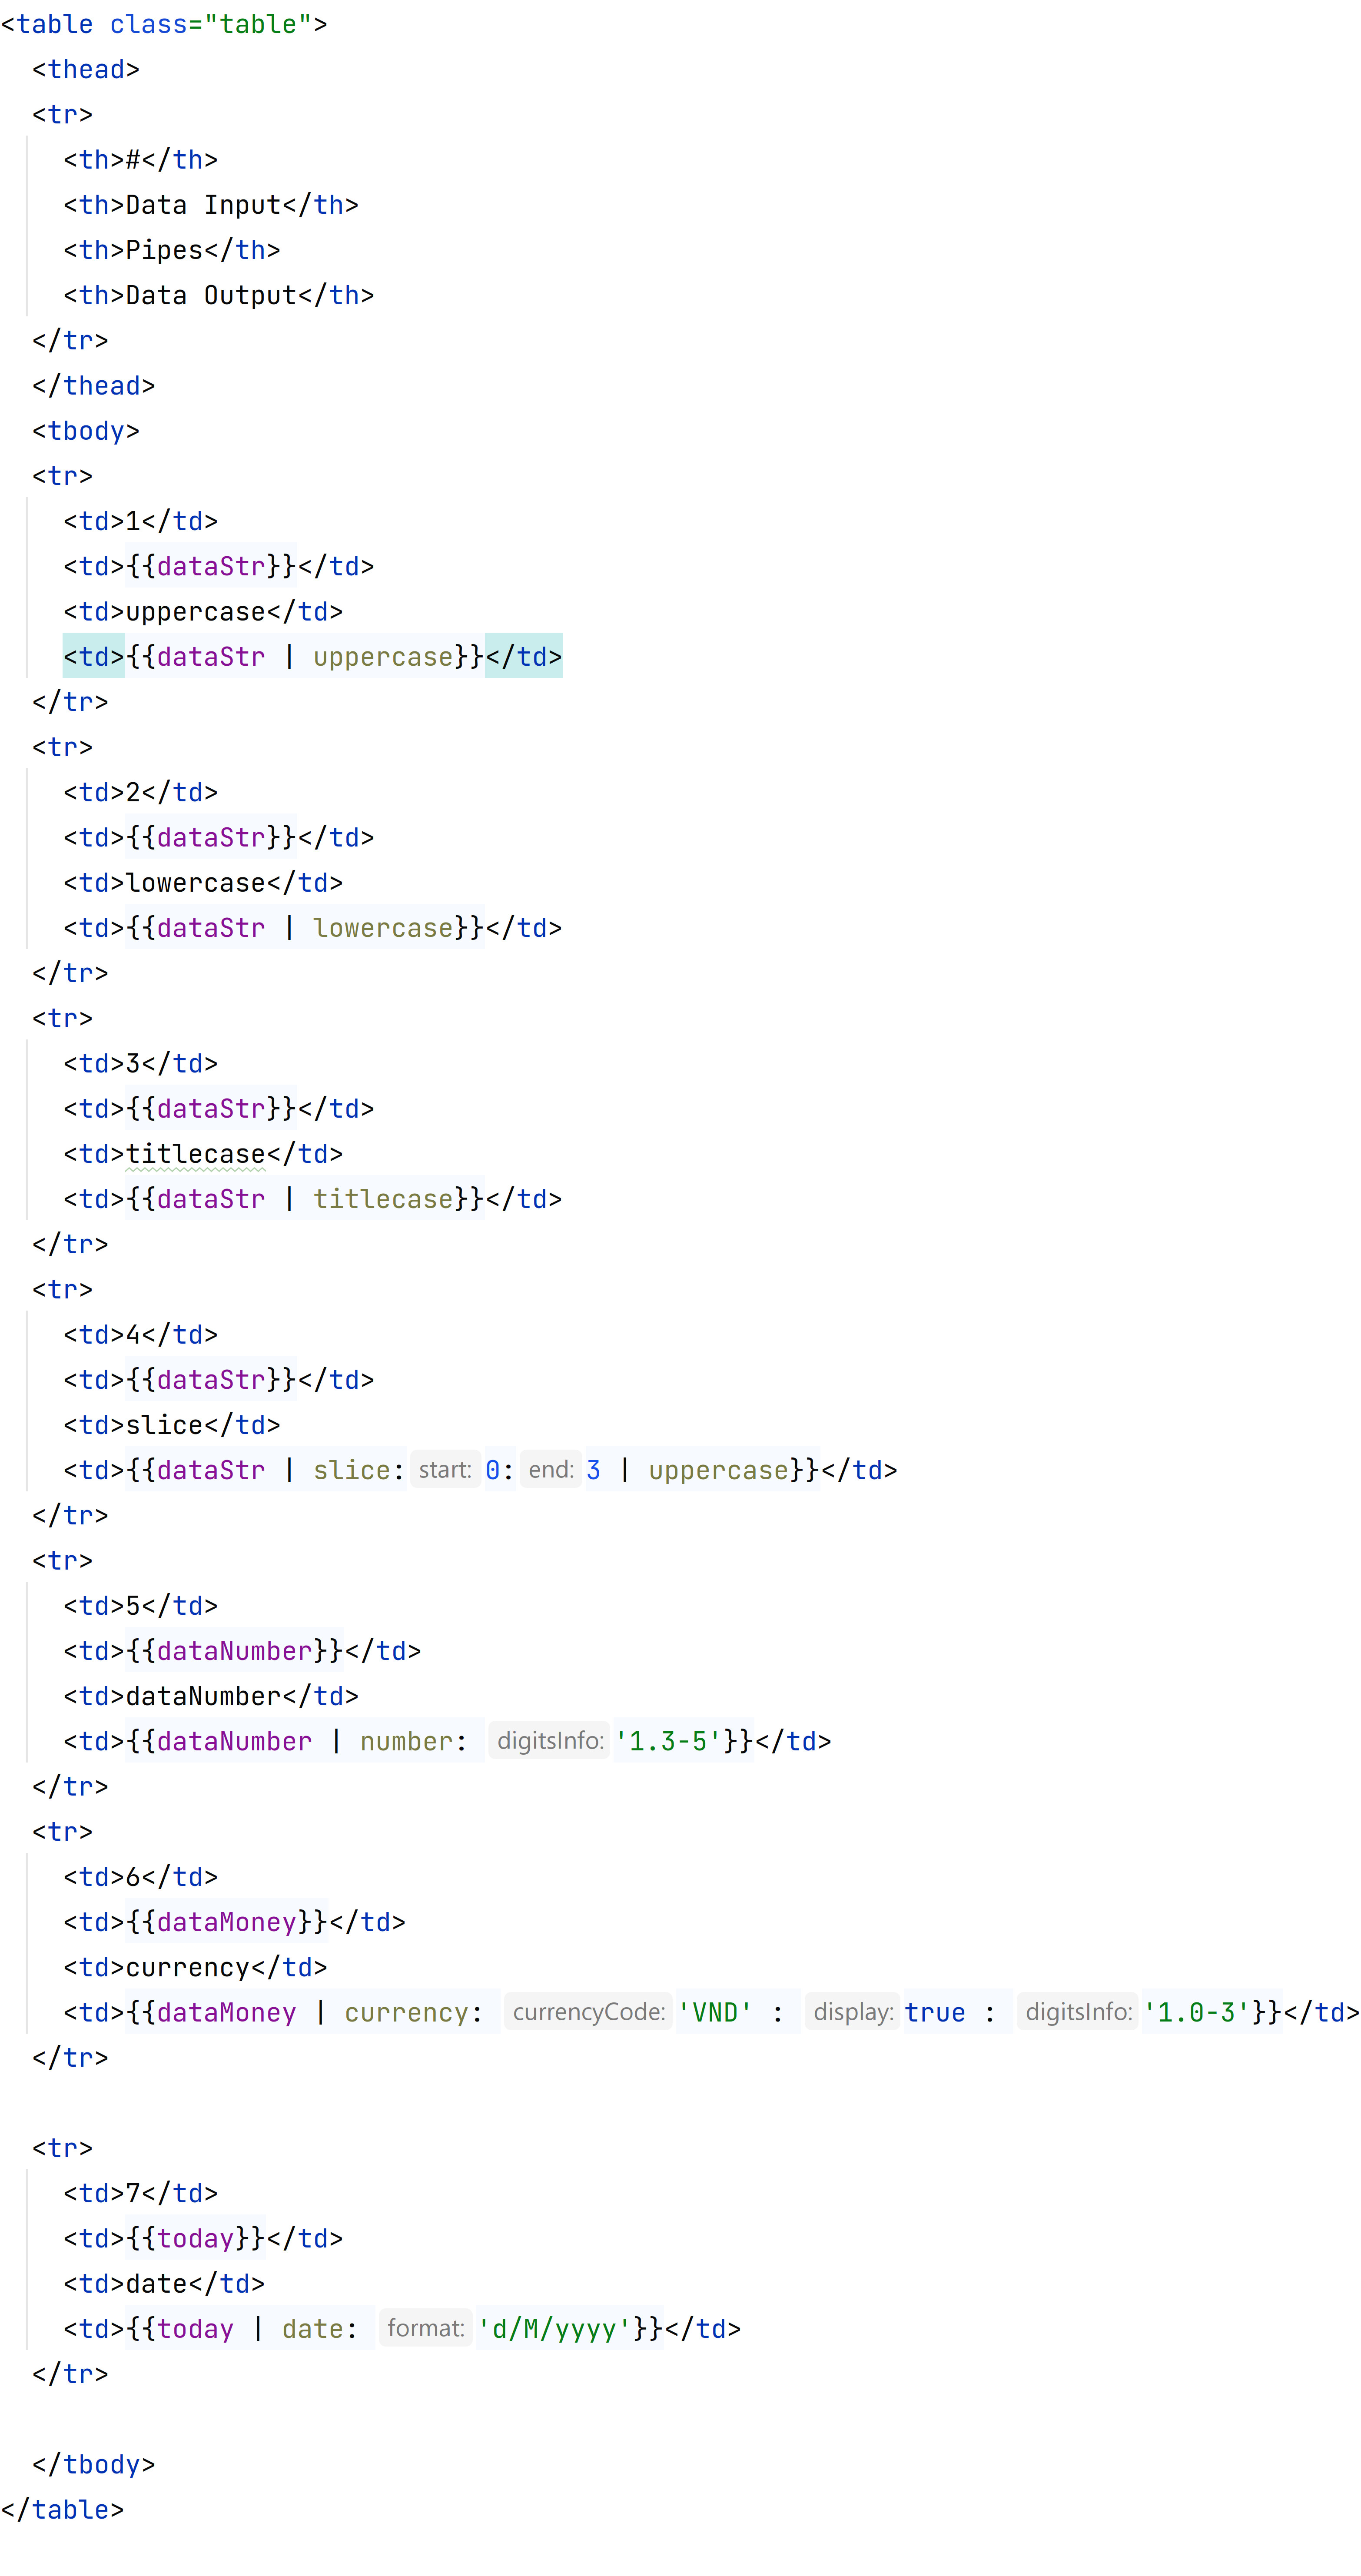 <table class="table">
  <thead>
  <tr>
    <th>#</th>
    <th>Data Input</th>
    <th>Pipes</th>
    <th>Data Output</th>
  </tr>
  </thead>
  <tbody>
  <tr>
    <td>1</td>
    <td>{{dataStr}}</td>
    <td>uppercase</td>
    <td>{{dataStr | uppercase}}</td>
  </tr>
  <tr>
    <td>2</td>
    <td>{{dataStr}}</td>
    <td>lowercase</td>
    <td>{{dataStr | lowercase}}</td>
  </tr>
  <tr>
    <td>3</td>
    <td>{{dataStr}}</td>
    <td>titlecase</td>
    <td>{{dataStr | titlecase}}</td>
  </tr>
  <tr>
    <td>4</td>
    <td>{{dataStr}}</td>
    <td>slice</td>
    <td>{{dataStr | slice: start: 0: end: 3 | uppercase}}</td>
  </tr>
  <tr>
    <td>5</td>
    <td>{{dataNumber}}</td>
    <td>dataNumber</td>
    <td>{{dataNumber | number: digitsInfo: '1.3-5'}}</td>
  </tr>
  <tr>
    <td>6</td>
    <td>{{dataMoney}}</td>
    <td>currency</td>
    <td>{{dataMoney | currency: currencyCode: 'VND' : display: true : digitsInfo: '1.0-3'}}</td>
  </tr>
  <tr>
    <td>7</td>
    <td>{{today}}</td>
    <td>date</td>
    <td>{{today | date: format: 'd/M/yyyy'}}</td>
  </tr>
  </tbody>
</table>